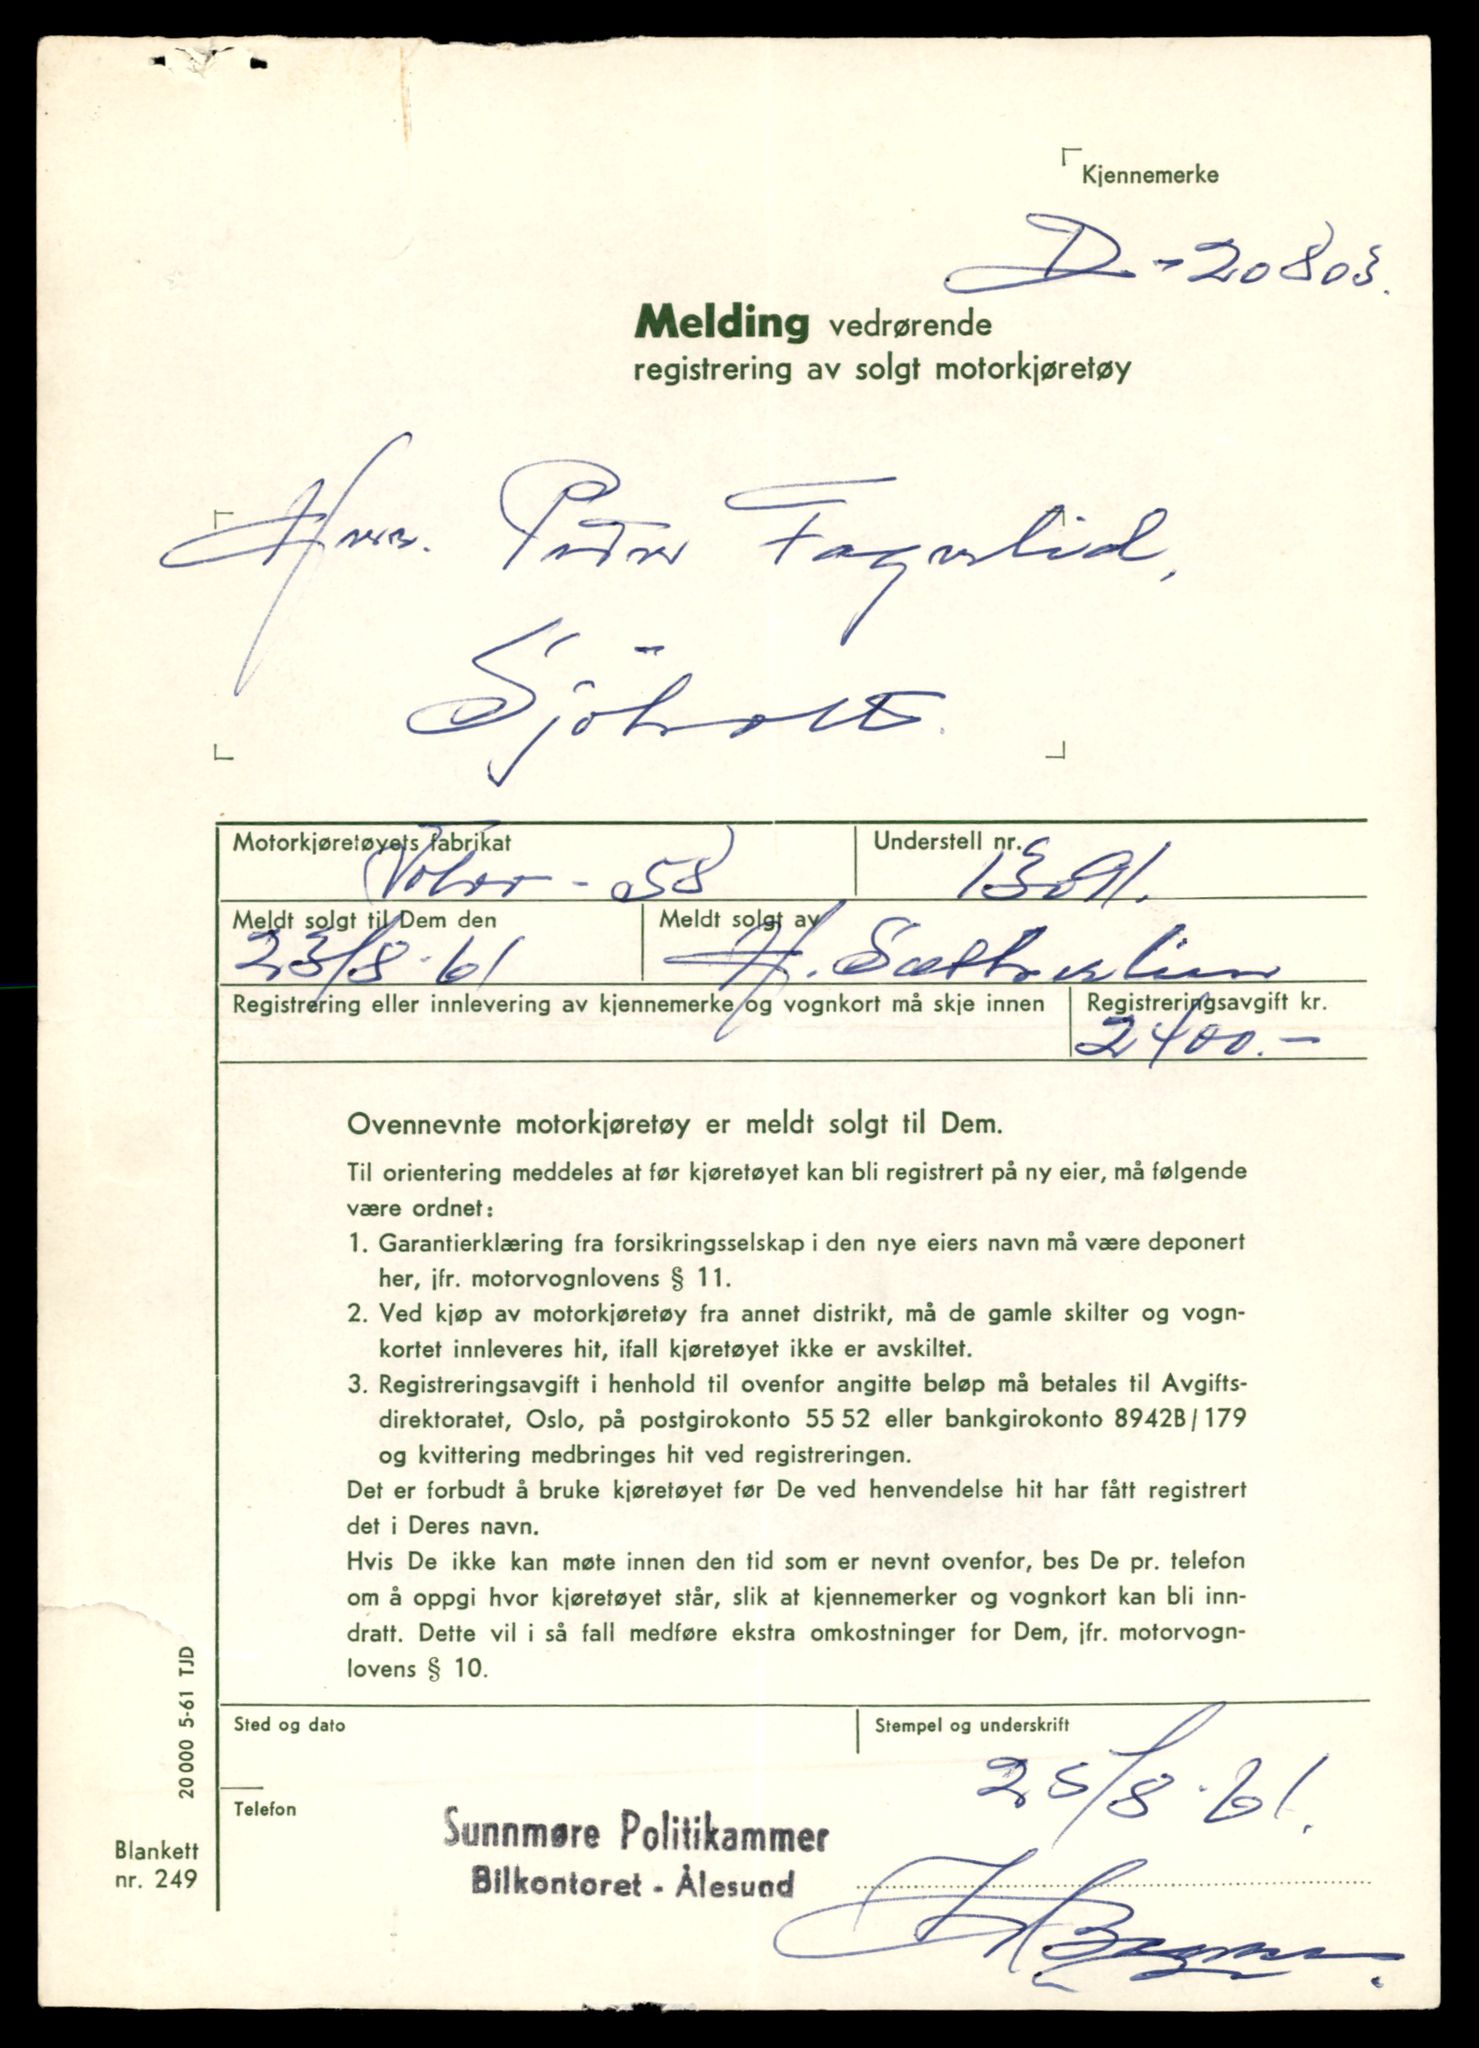 Kjennemerke
D-20803.
Melding vedrørende
registrering av solgt motorkjøretøy
Herr. Peter Fagerlid,
Sjöholt.
Motorkjøretøyets fabrikat
Volvo - 58
Understell nr.
13091.
Meldt solgt til Dem den
23/8-61
Meldt solgt av
H. Sætherlien
Registrering eller innlevering av kjennemerke og vognkort må skje innen
Registreringsavgift kr.
2400.-
Ovennevnte motorkjøretøy er meldt solgt til Dem.
Til orientering meddeles at før kjøretøyet kan bli registrert på ny eier, må følgende
være ordnet:
1. Garantierklæring fra forsikringsselskap i den nye eiers navn må være deponert
her, jfr. motorvognlovens § 11.
2. Ved kjøp av motorkjøretøy fra annet distrikt, må de gamle skilter og vogn-
kortet innleveres hit, ifall kjøretøyet ikke er avskiltet.
3. Registreringsavgift i henhold til ovenfor angitte beløp må betales til Avgifts-
direktoratet, Oslo, på postgirokonto 55 52 eller bankgirokonto 8942B/179
og kvittering medbringes hit ved registreringen.
Det er forbudt å bruke kjøretøyet før De ved henvendelse hit har fått registrert
det i Deres navn.
Hvis De ikke kan møte innen den tid som er nevnt ovenfor, bes De pr. telefon
om å oppgi hvor kjøretøyet står, slik at kjennemerker og vognkort kan bli inn-
dratt. Dette vil i så fall medføre ekstra omkostninger for Dem, jfr. motorvogn-
lovens § 10.
Sted og dato
Stempel og underskrift
25/8-61.
Telefon
Sunnmøre Politikammer
Bilkontoret - Ålesund
Blankett
nr. 249
20 000 5-61 TJD